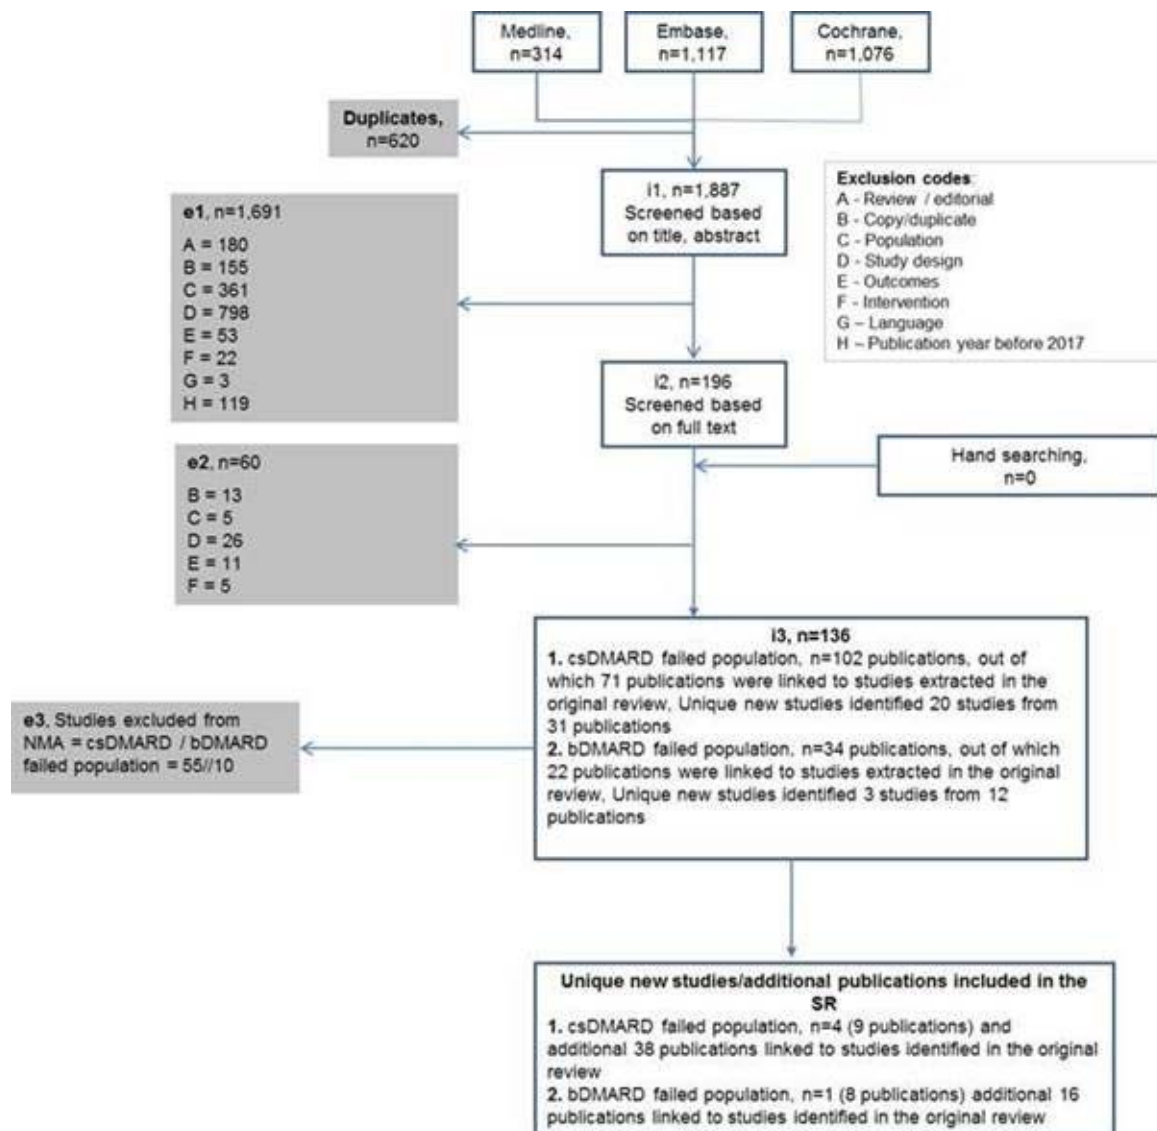 Medline,
n=314
Embase,
n=1,117
Cochrane,
n=1,076
Duplicates,
n=620
i1, n=1,887
Screened based
on title, abstract
Exclusion codes:
A - Review / editorial
B - Copy/duplicate
C - Population
D - Study design
E - Outcomes
F - Intervention
G – Language
H – Publication year before 2017
e1, n=1,691
A = 180
B = 155
C = 361
D = 798
E = 53
F = 22
G = 3
H = 119
i2, n=196
Screened based
on full text
Hand searching,
n=0
e2, n=60
B = 13
C = 5
D = 26
E = 11
F = 5
i3, n=136
1. csDMARD failed population, n=102 publications, out of
which 71 publications were linked to studies extracted in the
original review, Unique new studies identified 20 studies from
31 publications
2. bDMARD failed population, n=34 publications, out of which
22 publications were linked to studies extracted in the original
review, Unique new studies identified 3 studies from 12
publications
e3, Studies excluded from
NMA = csDMARD / bDMARD
failed population = 55//10
Unique new studies/additional publications included in the
SR
1. csDMARD failed population, n=4 (9 publications) and
additional 38 publications linked to studies identified in the original
review
2. bDMARD failed population, n=1 (8 publications) additional 16
publications linked to studies identified in the original review